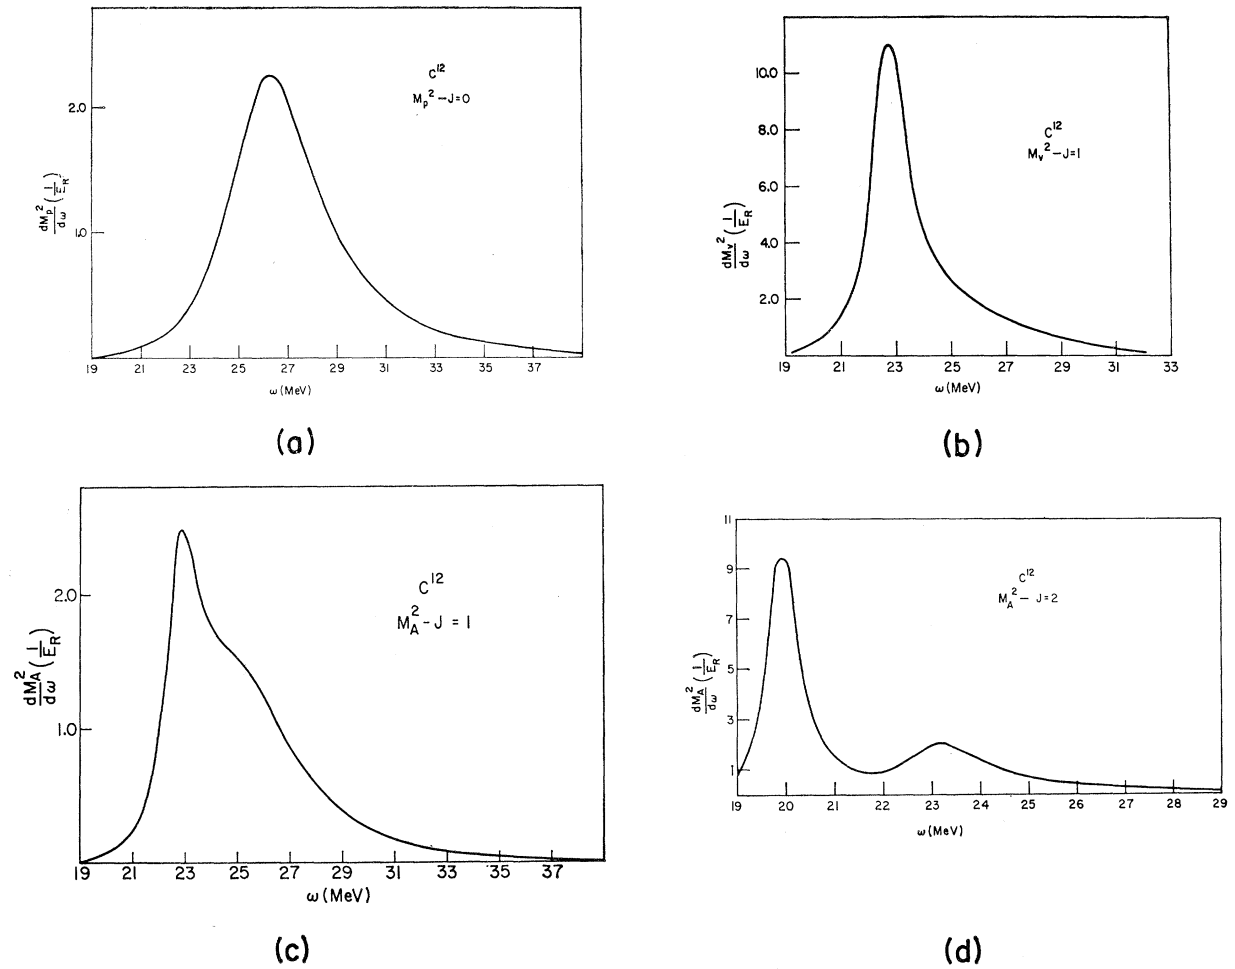 C¹²
Mp² – J=0
2.0
1.0
dMp²/dω (1/ER)
19 21 23 25 27 29 31 33 35 37
ω (MeV)
(a)
C¹²
Mv² – J=1
10.0
8.0
6.0
4.0
2.0
dMv²/dω (1/ER)
19 21 23 25 27 29 31 33
ω (MeV)
(b)
C¹²
MA² - J = 1
2.0
1.0
dMA²/dω (1/ER)
19 21 23 25 27 29 31 33 35 37
ω (MeV)
(c)
C¹²
MA² – J=2
11
9
7
5
3
1
dMA²/dω (1/ER)
19 20 21 22 23 24 25 26 27 28 29
ω (MeV)
(d)